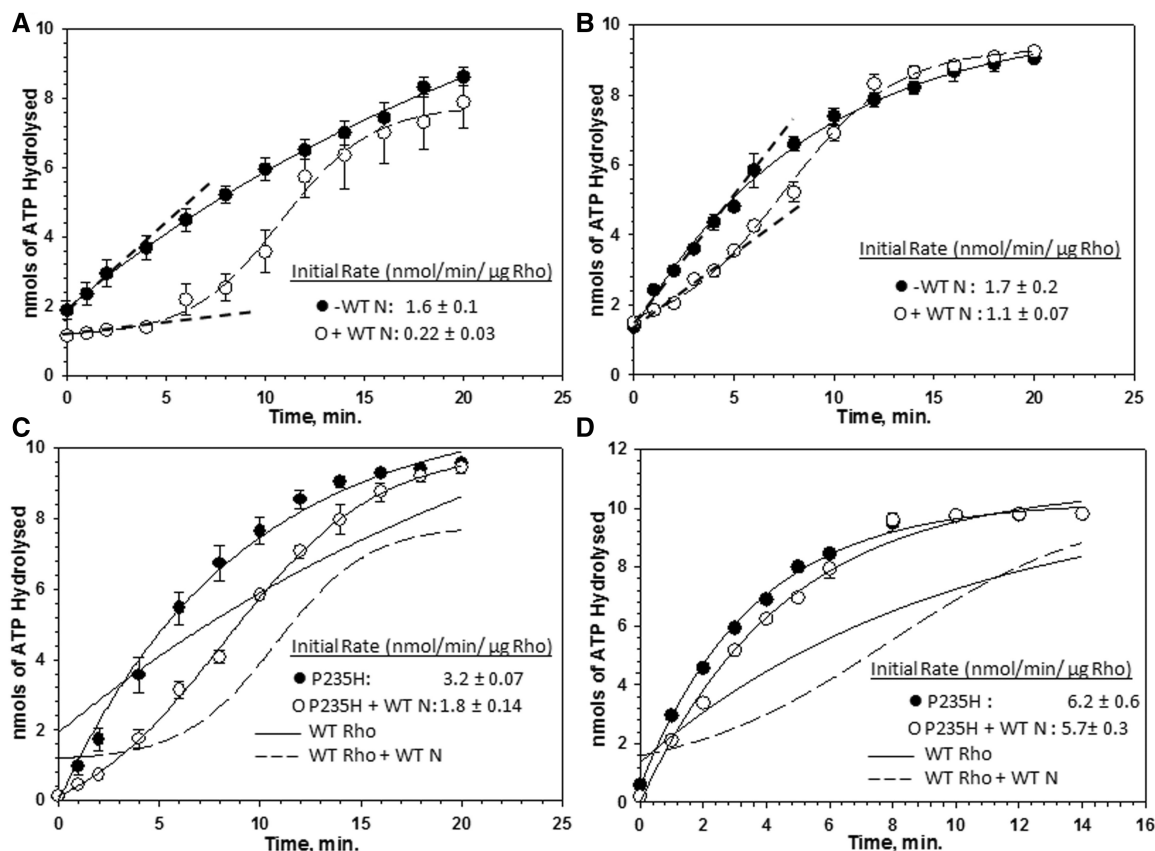 A
nmols of ATP Hydrolysed
10
8
6
4
2
0
Initial Rate (nmol/min/ µg Rho)
-WT N: 1.6 ± 0.1
+ WT N: 0.22 ± 0.03
0 5 10 15 20 25
Time, min.
B
nmols of ATP Hydrolysed
10
8
6
4
2
0
Initial Rate (nmol/min/ µg Rho)
-WT N : 1.7 ± 0.2
+ WT N : 1.1 ± 0.07
0 5 10 15 20 25
Time, min.
C
nmols of ATP Hydrolysed
10
8
6
4
2
0
Initial Rate (nmol/min/ µg Rho)
P235H: 3.2 ± 0.07
P235H + WT N: 1.8 ± 0.14
WT Rho
WT Rho + WT N
0 5 10 15 20 25
Time, min.
D
nmols of ATP Hydrolysed
12
10
8
6
4
2
0
Initial Rate (nmol/min/ µg Rho)
P235H : 6.2 ± 0.6
P235H + WT N : 5.7± 0.3
WT Rho
WT Rho + WT N
0 2 4 6 8 10 12 14 16
Time, min.